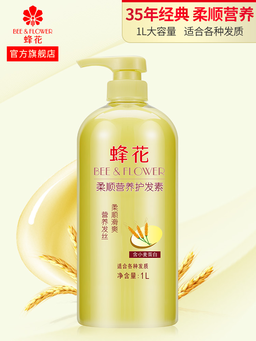 BEE & FLOWER
蜂花
官方旗舰店
35年经典 柔顺营养
1L大容量 适合各种发质
蜂花
BEE & FLOWER
柔顺营养护发素
柔顺滑爽
营养发丝
含小麦蛋白
适合各种发质
净含量:1L